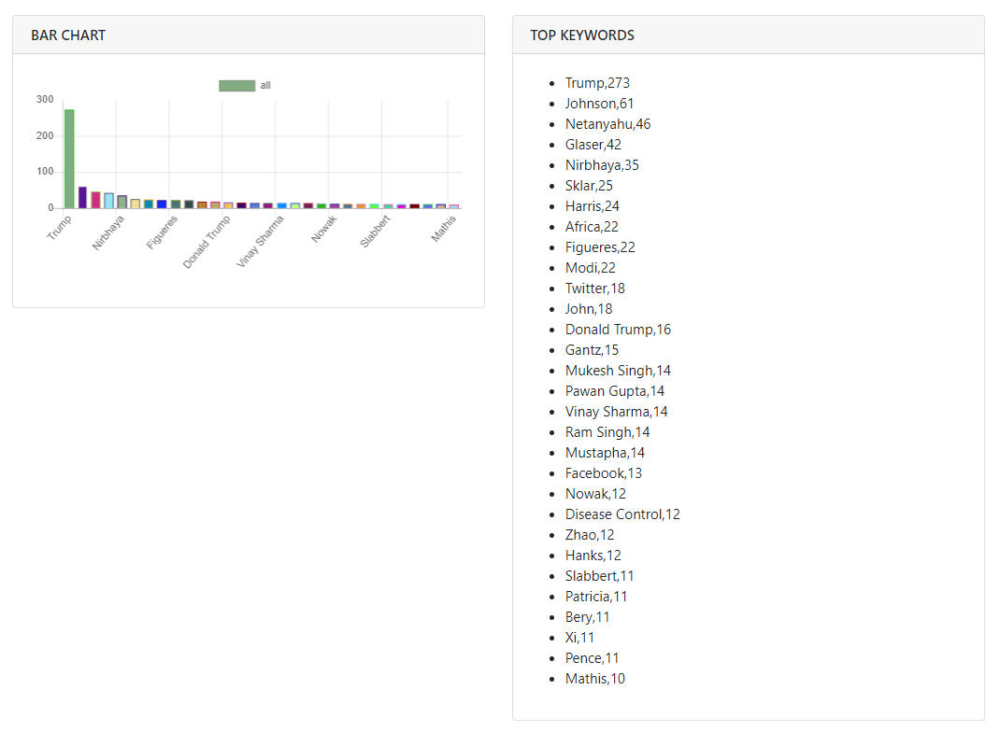 BAR CHART
all
300
200
100
0
Trump
Nirbhaya
Figueres
Donald Trump
Vinay Sharma
Nowak
Slabbert
Mathis
TOP KEYWORDS
Trump,273
Johnson,61
Netanyahu,46
Glaser,42
Nirbhaya,35
Sklar,25
Harris,24
Africa,22
Figueres,22
Modi,22
Twitter,18
John,18
Donald Trump,16
Gantz,15
Mukesh Singh,14
Pawan Gupta,14
Vinay Sharma,14
Ram Singh,14
Mustapha,14
Facebook,13
Nowak,12
Disease Control,12
Zhao,12
Hanks,12
Slabbert,11
Patricia,11
Bery,11
Xi,11
Pence,11
Mathis,10